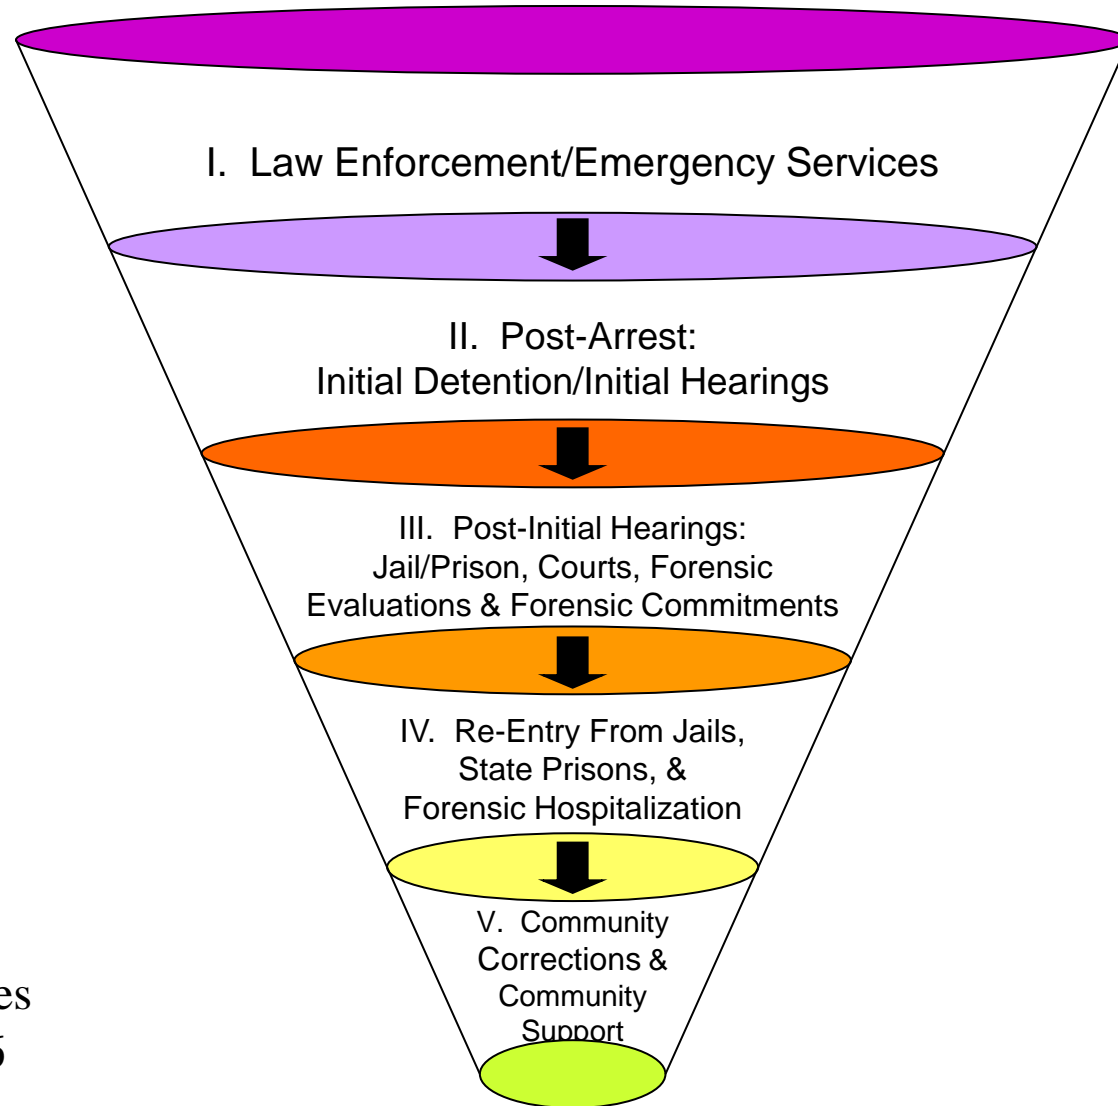 I. Law Enforcement/Emergency Services
II. Post-Arrest:
Initial Detention/Initial Hearings
III. Post-Initial Hearings:
Jail/Prison, Courts, Forensic
Evaluations & Forensic Commitments
IV. Re-Entry From Jails,
State Prisons, &
Forensic Hospitalization
V. Community
Corrections &
Community
Support